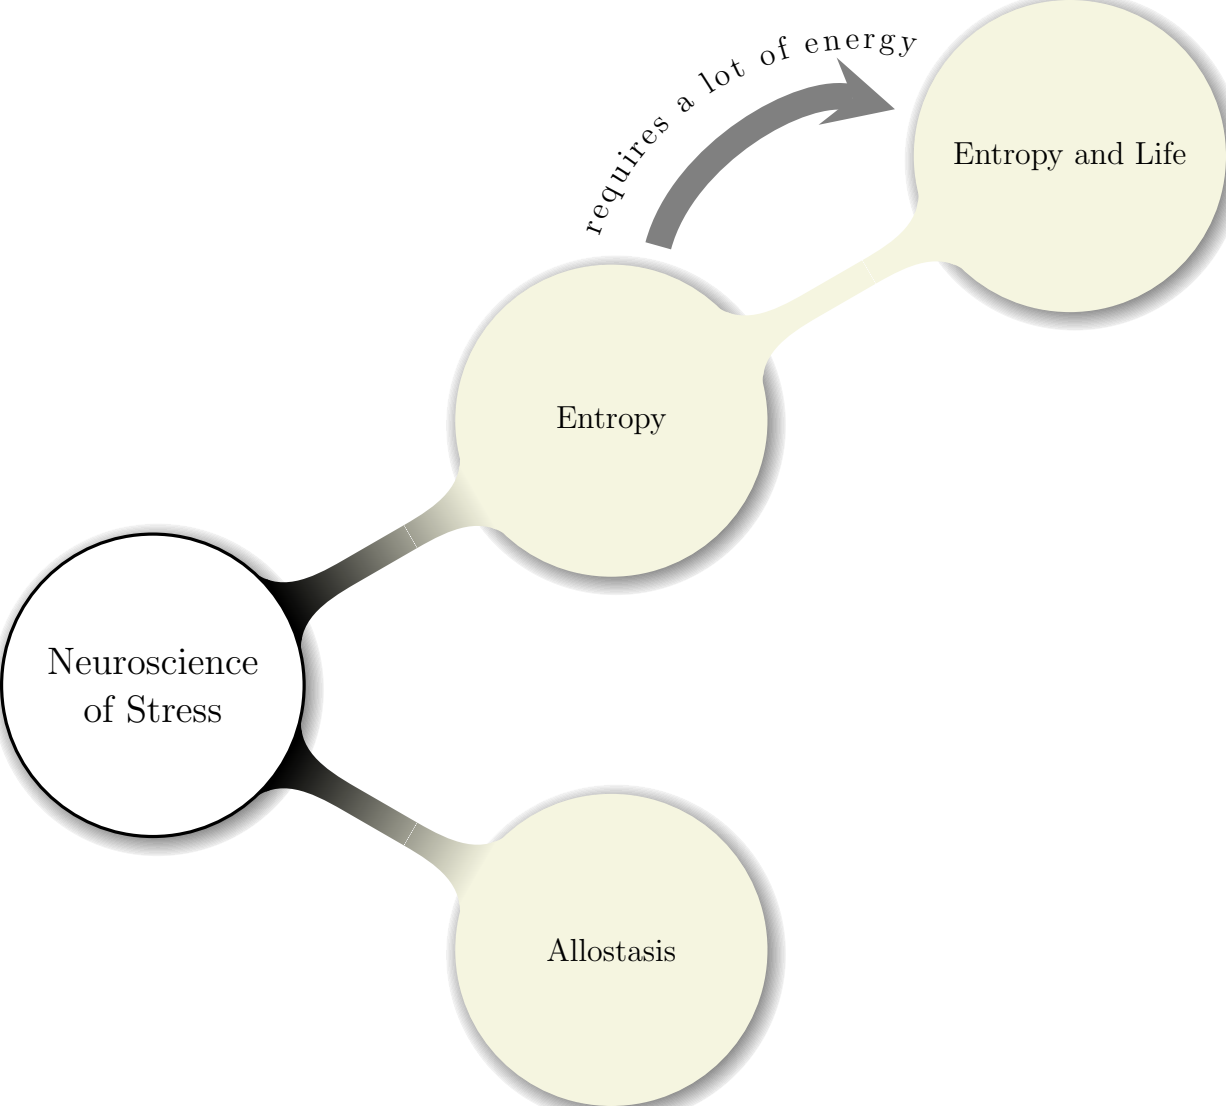 requires a lot of energy
Entropy and Life
Entropy
Neuroscience
of Stress
Allostasis